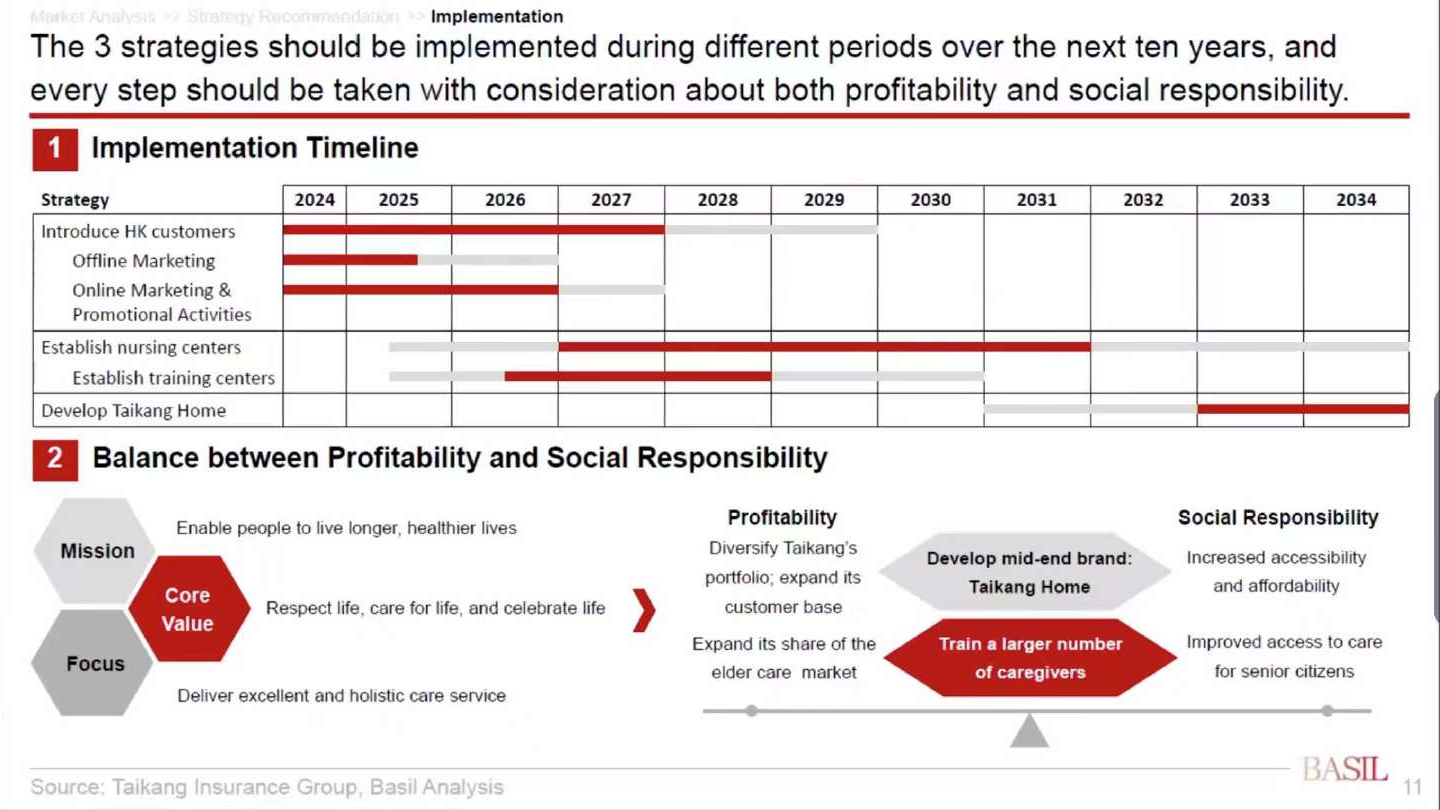 Market Analysis >> Strategy Recommendation >> Implementation
The 3 strategies should be implemented during different periods over the next ten years, and
every step should be taken with consideration about both profitability and social responsibility.
1 Implementation Timeline
Strategy 2024 2025 2026 2027 2028 2029 2030 2031 2032 2033 2034
Introduce HK customers
Offline Marketing
Online Marketing &
Promotional Activities
Establish nursing centers
Establish training centers
Develop Taikang Home
2 Balance between Profitability and Social Responsibility
Mission
Enable people to live longer, healthier lives
Core
Value
Respect life, care for life, and celebrate life
Focus
Deliver excellent and holistic care service
Profitability
Diversify Taikang's
portfolio; expand its
customer base
Expand its share of the
elder care market
Develop mid-end brand:
Taikang Home
Train a larger number
of caregivers
Social Responsibility
Increased accessibility
and affordability
Improved access to care
for senior citizens
Source: Taikang Insurance Group, Basil Analysis
BASIL
11